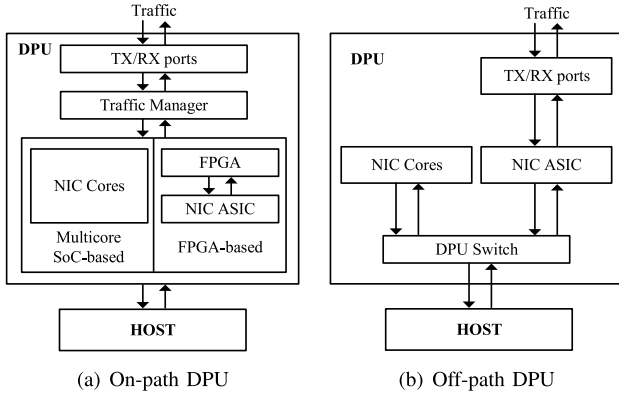 Traffic
DPU
TX/RX ports
Traffic Manager
NIC Cores
Multicore
SoC-based
FPGA
NIC ASIC
FPGA-based
HOST
(a) On-path DPU
Traffic
DPU
TX/RX ports
NIC Cores
NIC ASIC
DPU Switch
HOST
(b) Off-path DPU